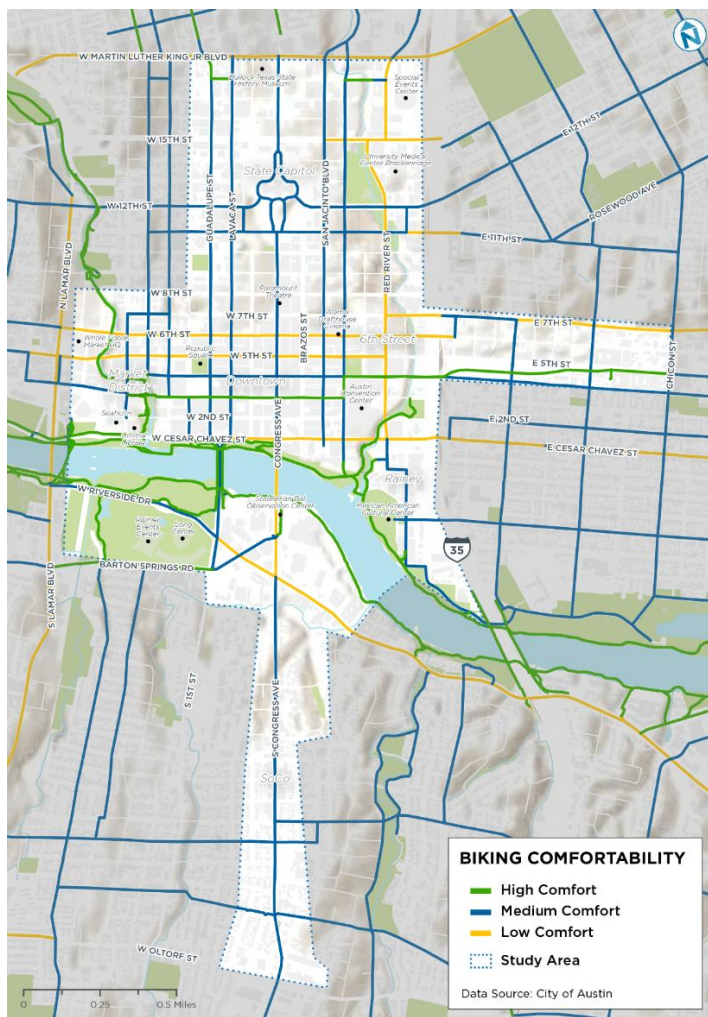 N
W MARTIN LUTHER KING JR BLVD
Bullock Texas State
History Museum
Special
Events
Center
W 15TH ST
E 12TH ST
University Medical
Center Brackenridge
State Capitol
GUADALUPE ST
LAVACA ST
SAN JACINTO BLVD
ROSEWOOD AVE
W 12TH ST
E 11TH ST
N LAMAR BLVD
RED RIVER ST
W 8TH ST
Paramount
Theatre
W 7TH ST
BRAZOS ST
Alamo
Drafthouse
Cinema
E 7TH ST
Whole Foods
Market HQ
W 6TH ST
6th Street
Republic
Square
W 5TH ST
E 5TH ST
CHICON ST
Market
District
Downtown
Austin
Convention
Center
Seaholm
Central
Library
W 2ND ST
E 2ND ST
W CESAR CHAVEZ ST
CONGRESS AVE
E CESAR CHAVEZ ST
Rainey
W RIVERSIDE DR
Statesman Bat
Observation Center
Mexican American
Cultural Center
Palmer
Events
Center
Long
Center
35
BARTON SPRINGS RD
S LAMAR BLVD
S 1ST ST
S CONGRESS AVE
SoCo
W OLTORF ST
BIKING COMFORTABILITY
High Comfort
Medium Comfort
Low Comfort
Study Area
Data Source: City of Austin
0 0.25 0.5 Miles